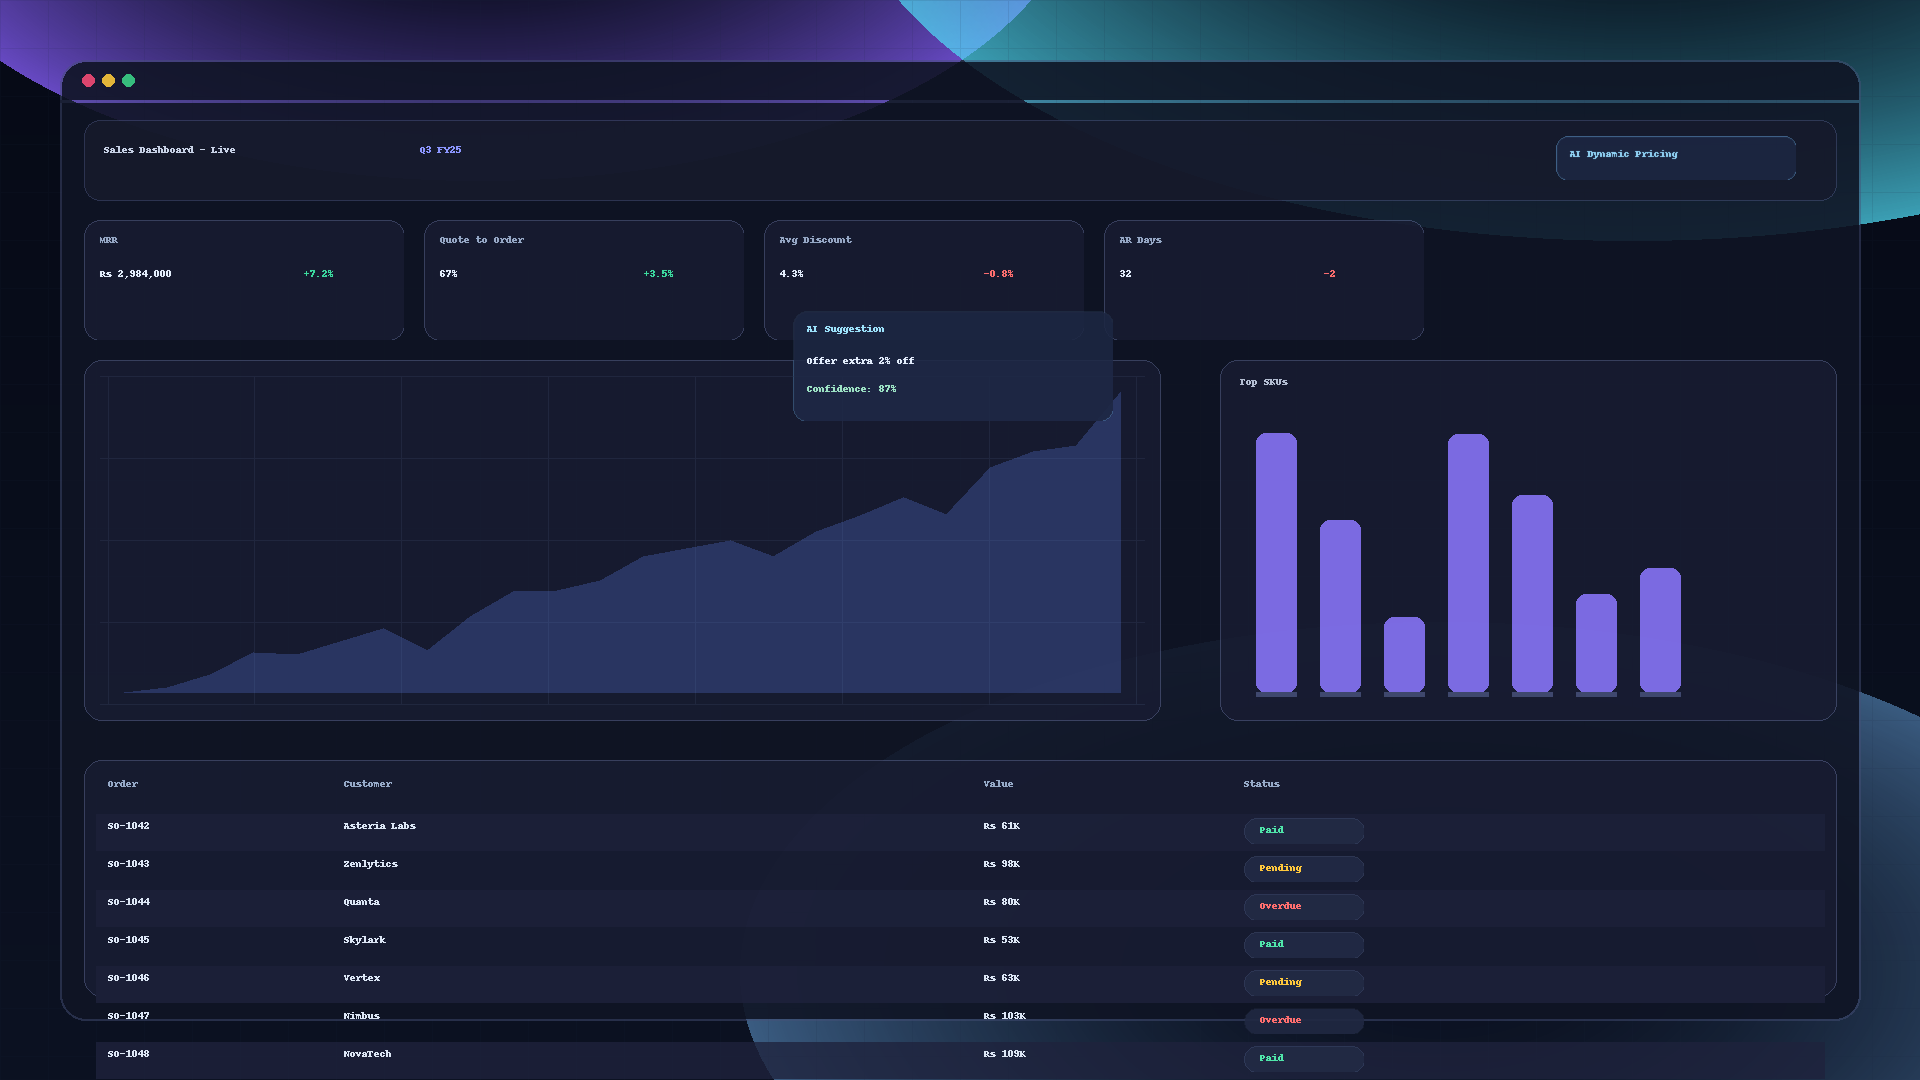 Sales Dashboard - Live Q3 FY25 AI Dynamic Pricing
MRR
Rs 2,984,000 +7.2%
Quote to Order
67% +3.5%
Avg Discount
4.3% -0.8%
AR Days
32 -2
AI Suggestion
Offer extra 2% off
Confidence: 87%
Top SKUs
Order Customer Value Status
SO-1042 Asteria Labs Rs 61K Paid
SO-1043 Zenlytics Rs 98K Pending
SO-1044 Quanta Rs 80K Overdue
SO-1045 Skylark Rs 53K Paid
SO-1046 Vertex Rs 63K Pending
SO-1047 Nimbus Rs 103K Overdue
SO-1048 NovaTech Rs 109K Paid